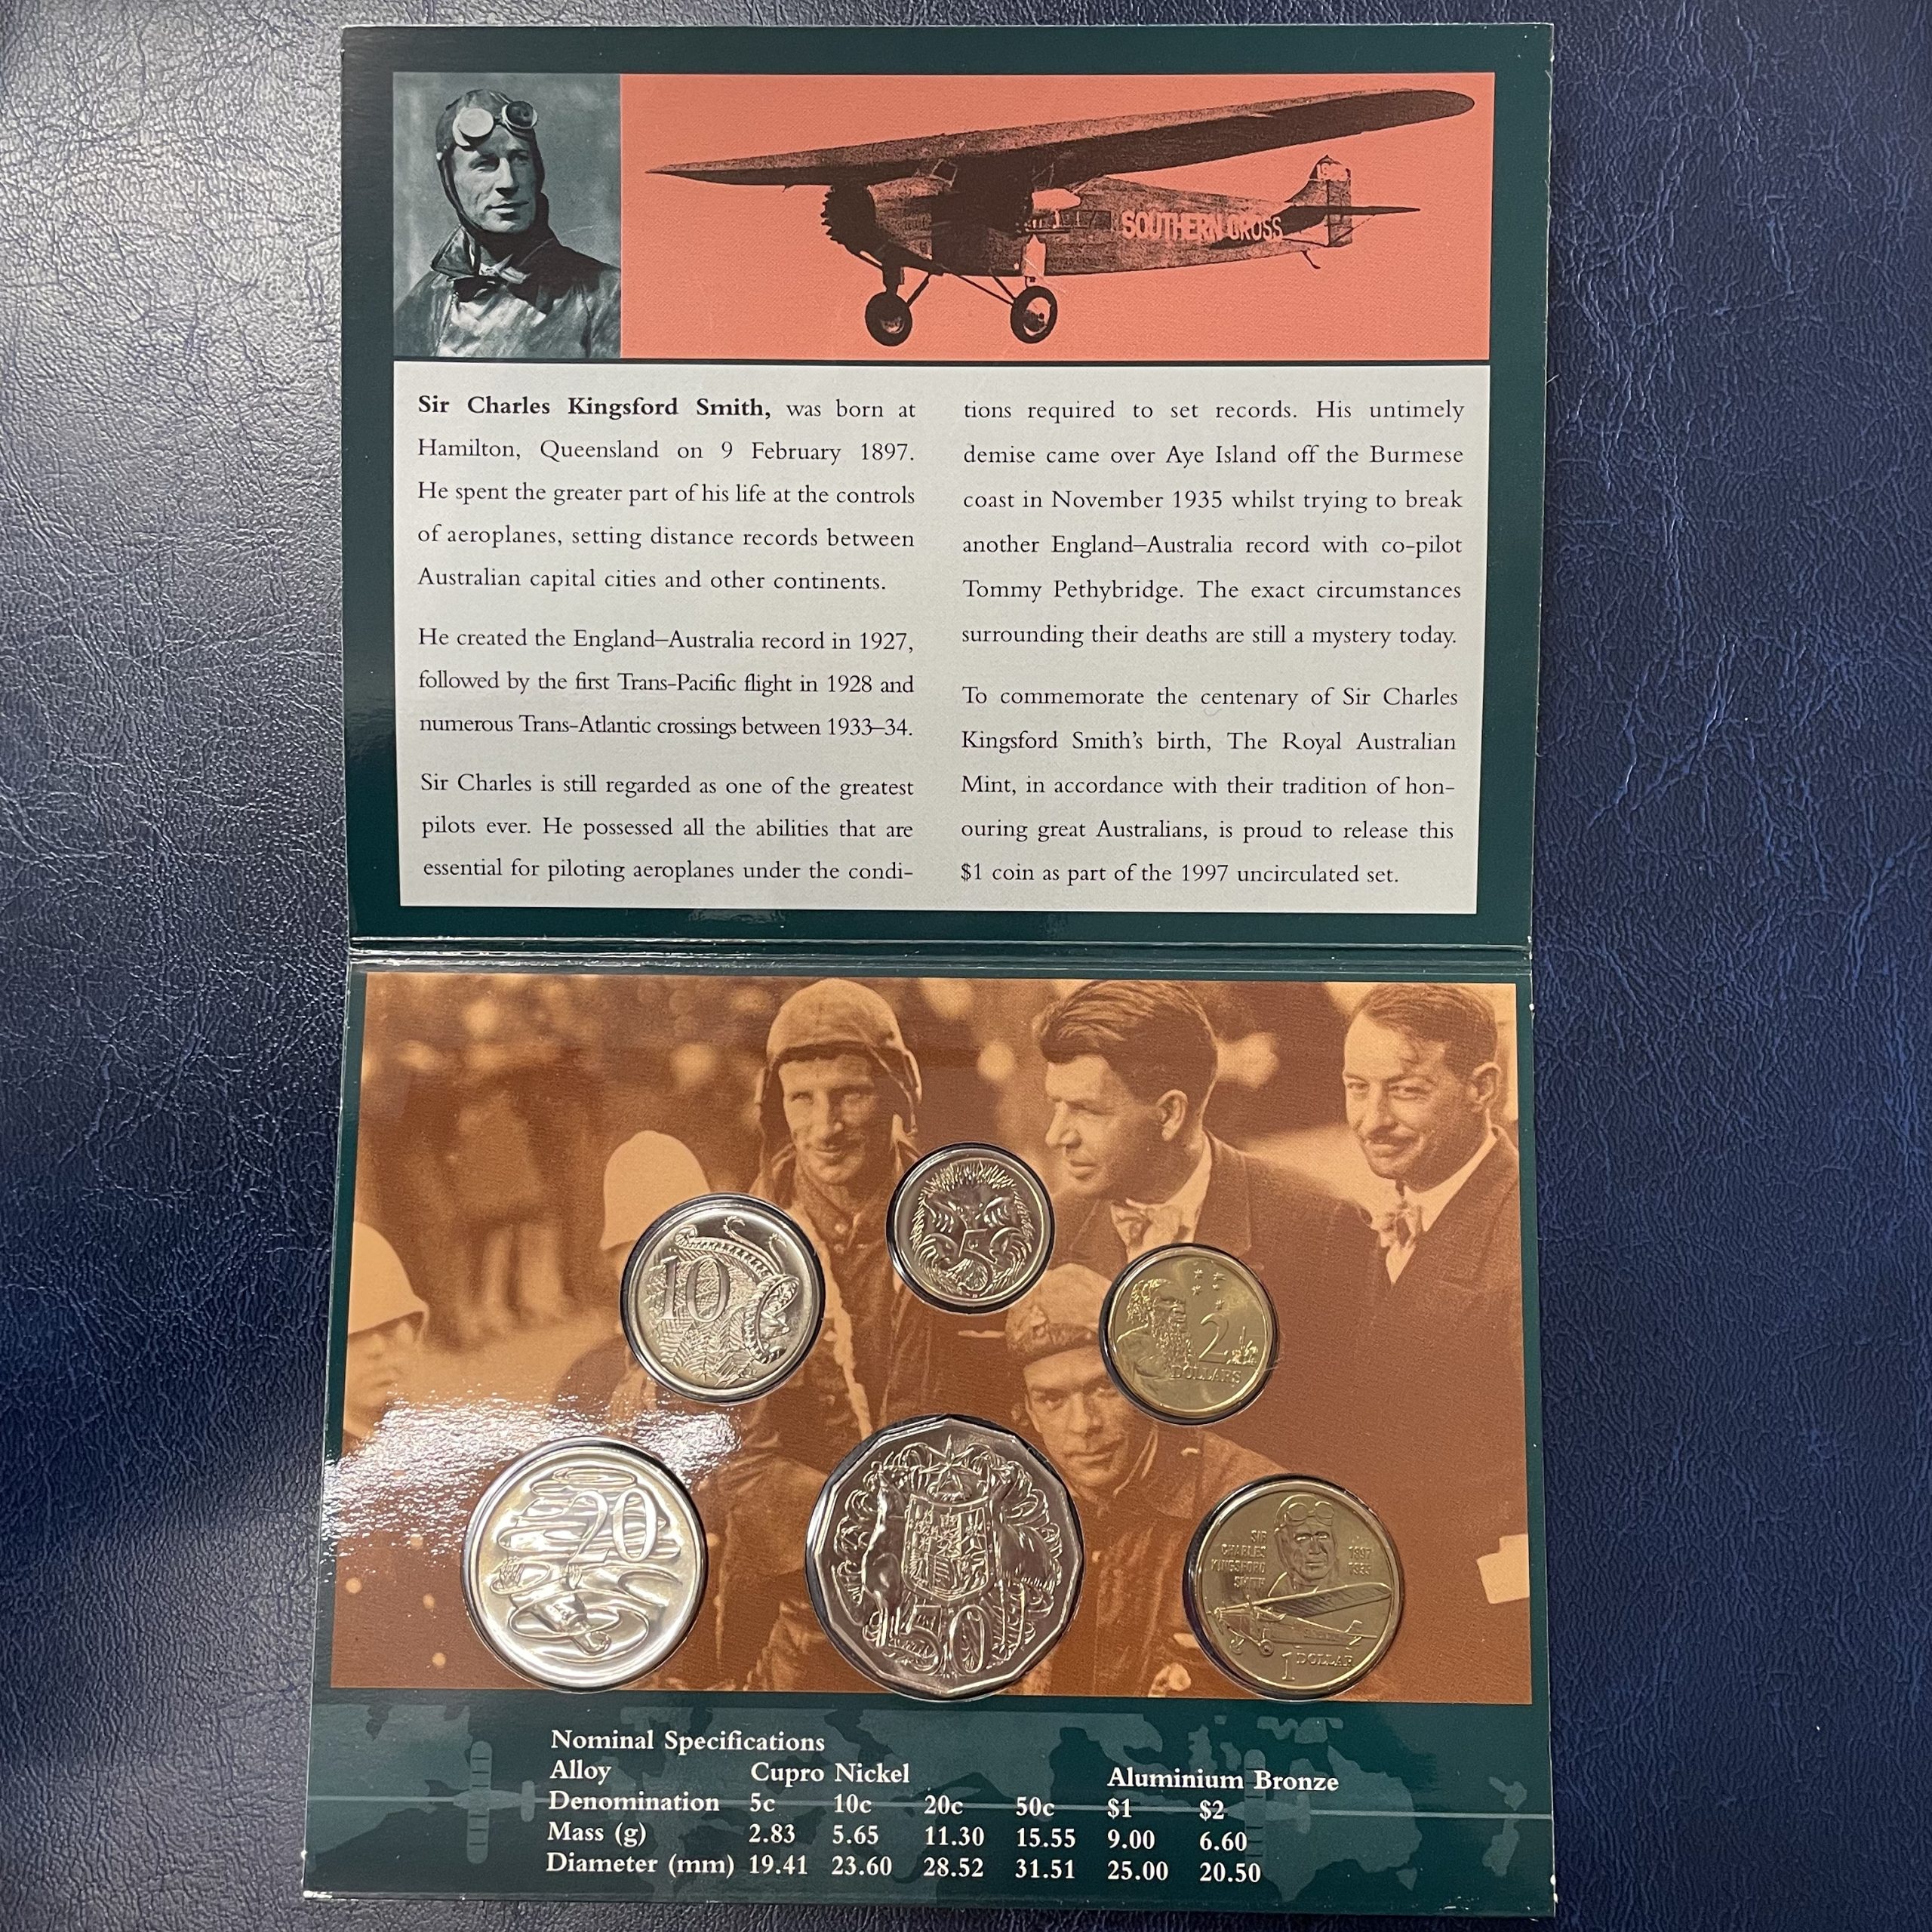 SOUTHERN CROSS
Sir Charles Kingsford Smith, was born at
Hamilton, Queensland on 9 February 1897.
He spent the greater part of his life at the controls
of aeroplanes, setting distance records between
Australian capital cities and other continents.
He created the England–Australia record in 1927,
followed by the first Trans-Pacific flight in 1928 and
numerous Trans-Atlantic crossings between 1933–34.
Sir Charles is still regarded as one of the greatest
pilots ever. He possessed all the abilities that are
essential for piloting aeroplanes under the condi-
tions required to set records. His untimely
demise came over Aye Island off the Burmese
coast in November 1935 whilst trying to break
another England–Australia record with co-pilot
Tommy Pethybridge. The exact circumstances
surrounding their deaths are still a mystery today.
To commemorate the centenary of Sir Charles
Kingsford Smith's birth, The Royal Australian
Mint, in accordance with their tradition of hon-
ouring great Australians, is proud to release this
$1 coin as part of the 1997 uncirculated set.
5
10
2
DOLLARS
20
50
SIR
CHARLES
KINGSFORD
SMITH
1897
1935
1 DOLLAR
Nominal Specifications
Alloy Cupro Nickel Aluminium Bronze
Denomination 5c 10c 20c 50c $1 $2
Mass (g) 2.83 5.65 11.30 15.55 9.00 6.60
Diameter (mm) 19.41 23.60 28.52 31.51 25.00 20.50